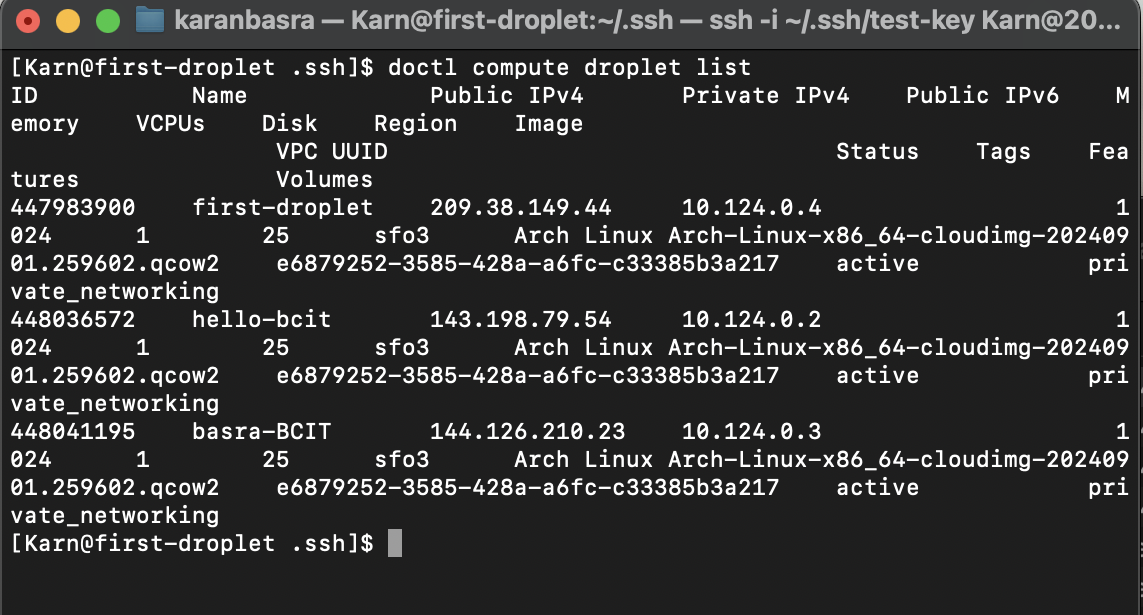 karanbasra — Karn@first-droplet:~/.ssh — ssh -i ~/.ssh/test-key Karn@20...
[Karn@first-droplet .ssh]$ doctl compute droplet list
ID           Name             Public IPv4       Private IPv4    Public IPv6    M
emory    VCPUs    Disk    Region    Image
                   VPC UUID                                Status    Tags    Fea
tures              Volumes
447983900    first-droplet    209.38.149.44     10.124.0.4                     1
024      1        25      sfo3      Arch Linux Arch-Linux-x86_64-cloudimg-202409
01.259602.qcow2    e6879252-3585-428a-a6fc-c33385b3a217    active            pri
vate_networking
448036572    hello-bcit       143.198.79.54     10.124.0.2                     1
024      1        25      sfo3      Arch Linux Arch-Linux-x86_64-cloudimg-202409
01.259602.qcow2    e6879252-3585-428a-a6fc-c33385b3a217    active            pri
vate_networking
448041195    basra-BCIT       144.126.210.23    10.124.0.3                     1
024      1        25      sfo3      Arch Linux Arch-Linux-x86_64-cloudimg-202409
01.259602.qcow2    e6879252-3585-428a-a6fc-c33385b3a217    active            pri
vate_networking
[Karn@first-droplet .ssh]$